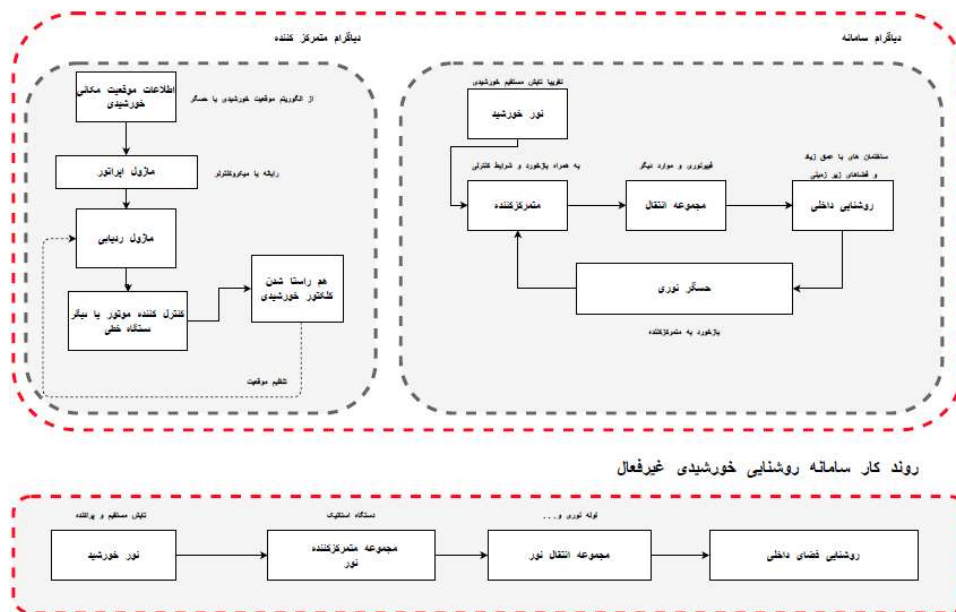 دیاگرام سامانه
تقریبا تابش مستقیم خورشیدی
نور خورشید
به همراه بازخورد و شرایط کنترلی
متمرکزکننده
فیبرنوری و موارد دیگر
مجموعه انتقال
ساختمان های با عمق زیاد
و فضاهای زیر زمینی
روشنایی داخلی
حسگر نوری
بازخورد به متمرکزکننده
دیاگرام متمرکز کننده
اطلاعات موقعیت مکانی
خورشیدی
از الگوریتم موقعیت خورشیدی یا حسگر
ماژول اپراتور
رایانه یا میکروکنترلر
ماژول ردیابی
کنترل کننده موتور یا دیگر
دستگاه خطی
هم راستا شدن
کلکتور خورشیدی
تنظیم موقعیت
روند کار سامانه روشنایی خورشیدی غیرفعال
تابش مستقیم و پراکنده
نور خورشید
دستگاه استاتیک
مجموعه متمرکزکننده
نور
لوله نوری و...
مجموعه انتقال نور
روشنایی فضای داخلی